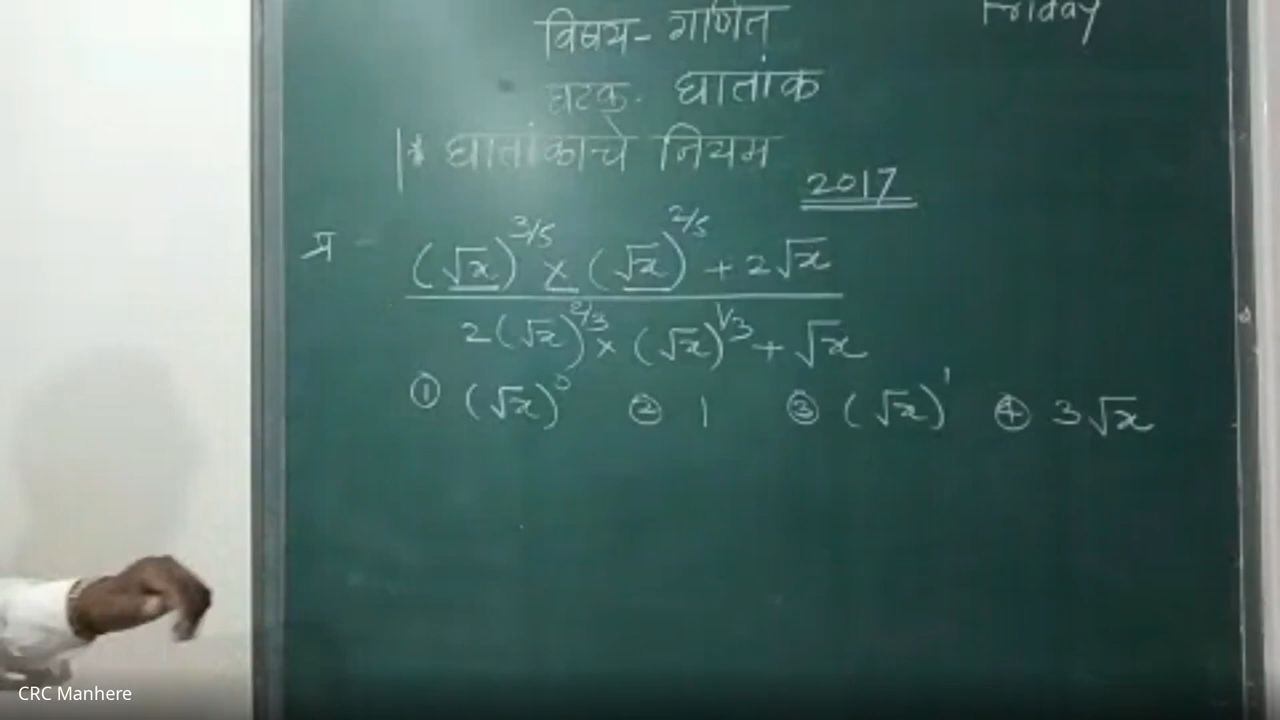 Friday
विषय- गणित
घटक- घातांक
* घातांकाचे नियम
2017
प्र - (√x)^3/5 × (√x)^2/5 + 2√x
2(√x)^2/3 × (√x)^1/3 + √x
① (√x)^0 ② 1 ③ (√x)^1 ④ 3√x
CRC Manhere